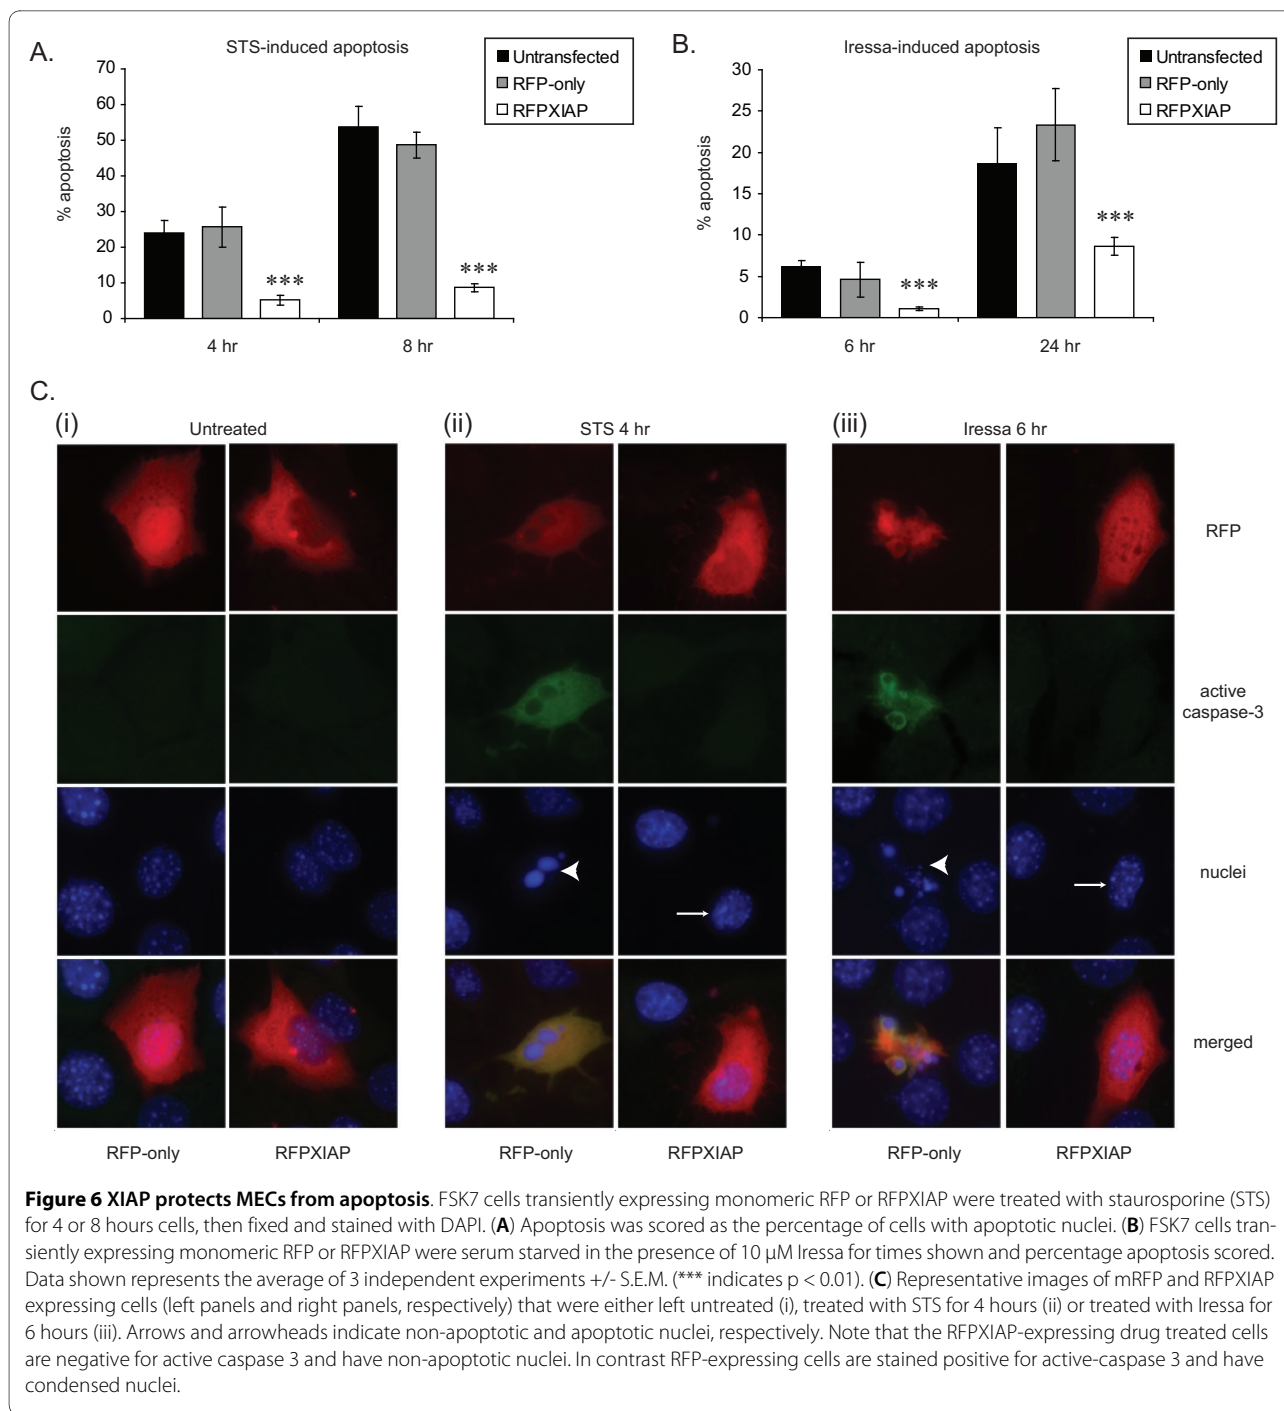 A.
STS-induced apoptosis
Untransfected
RFP-only
RFPXIAP
% apoptosis
70
60
50
40
30
20
10
0
***
***
4 hr
8 hr
B.
Iressa-induced apoptosis
Untransfected
RFP-only
RFPXIAP
% apoptosis
30
25
20
15
10
5
0
***
***
6 hr
24 hr
C.
(i)
Untreated
(ii)
STS 4 hr
(iii)
Iressa 6 hr
RFP
active
caspase-3
nuclei
merged
RFP-only
RFPXIAP
RFP-only
RFPXIAP
RFP-only
RFPXIAP
Figure 6 XIAP protects MECs from apoptosis. FSK7 cells transiently expressing monomeric RFP or RFPXIAP were treated with staurosporine (STS)
for 4 or 8 hours cells, then fixed and stained with DAPI. (A) Apoptosis was scored as the percentage of cells with apoptotic nuclei. (B) FSK7 cells tran-
siently expressing monomeric RFP or RFPXIAP were serum starved in the presence of 10 μM Iressa for times shown and percentage apoptosis scored.
Data shown represents the average of 3 independent experiments +/- S.E.M. (*** indicates p < 0.01). (C) Representative images of mRFP and RFPXIAP
expressing cells (left panels and right panels, respectively) that were either left untreated (i), treated with STS for 4 hours (ii) or treated with Iressa for
6 hours (iii). Arrows and arrowheads indicate non-apoptotic and apoptotic nuclei, respectively. Note that the RFPXIAP-expressing drug treated cells
are negative for active caspase 3 and have non-apoptotic nuclei. In contrast RFP-expressing cells are stained positive for active-caspase 3 and have
condensed nuclei.